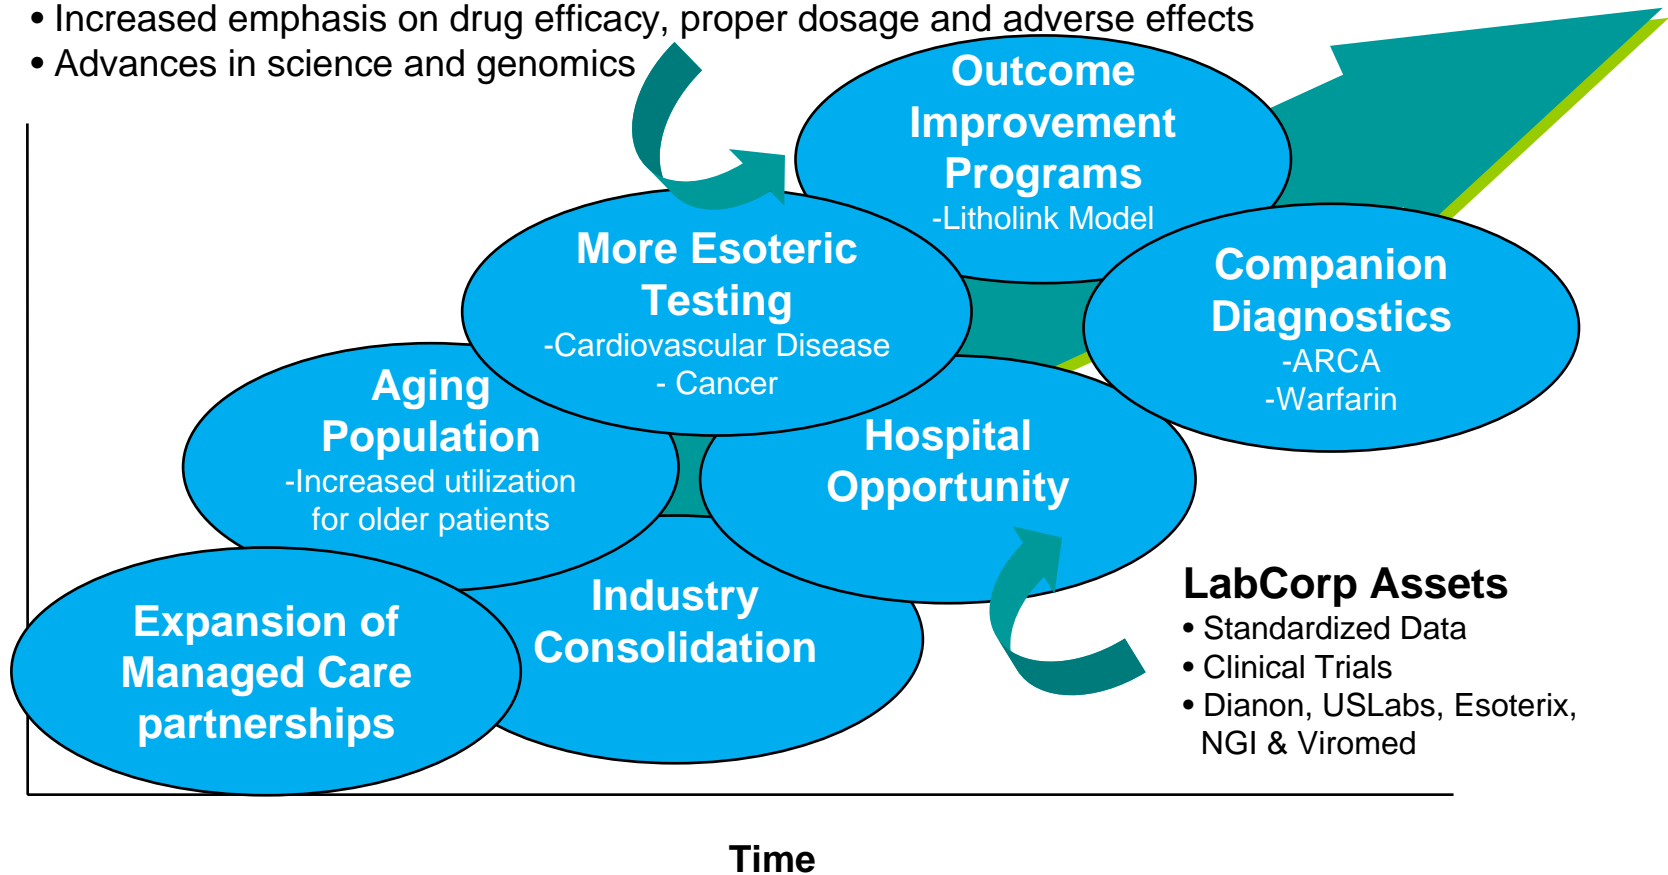 • Increased emphasis on drug efficacy, proper dosage and adverse effects
• Advances in science and genomics
Outcome
Improvement
Programs
-Litholink Model
More Esoteric
Testing
-Cardiovascular Disease
- Cancer
Companion
Diagnostics
-ARCA
-Warfarin
Aging
Population
-Increased utilization
for older patients
Hospital
Opportunity
Industry
Consolidation
Expansion of
Managed Care
partnerships
LabCorp Assets
• Standardized Data
• Clinical Trials
• Dianon, USLabs, Esoterix,
NGI & Viromed
Time